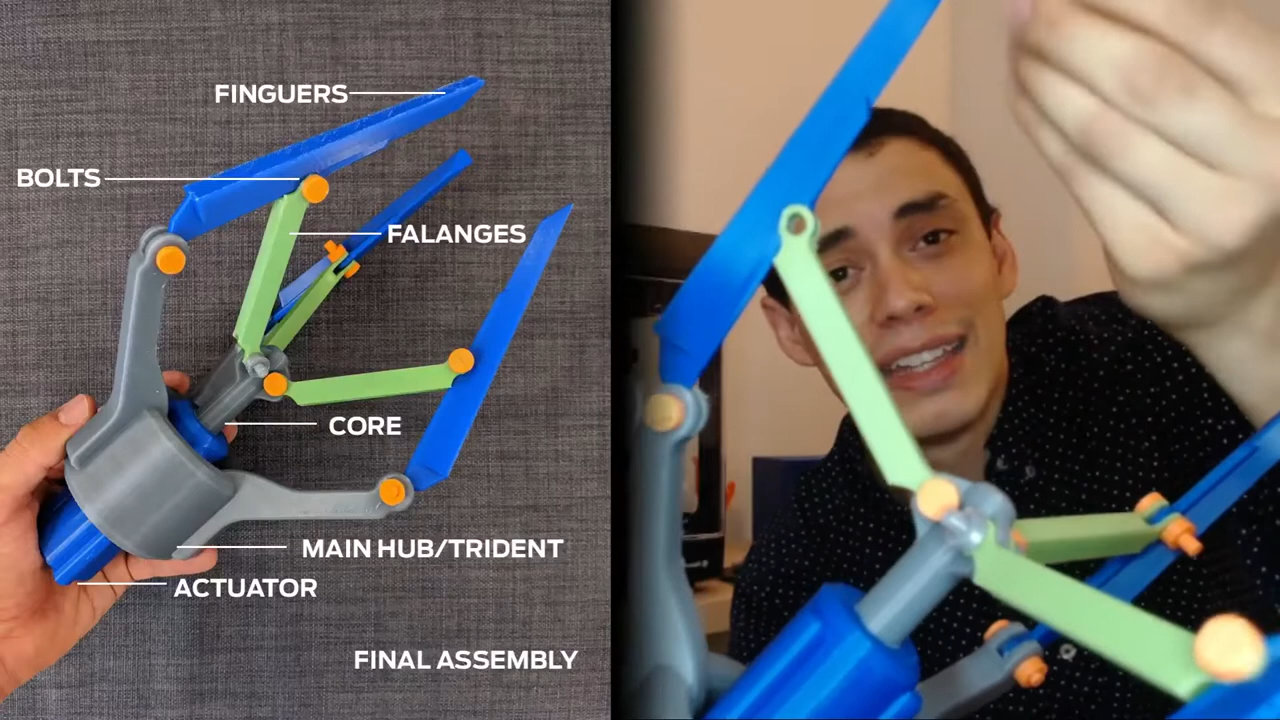 FINGUERS
BOLTS
FALANGES
CORE
MAIN HUB/TRIDENT
ACTUATOR
FINAL ASSEMBLY